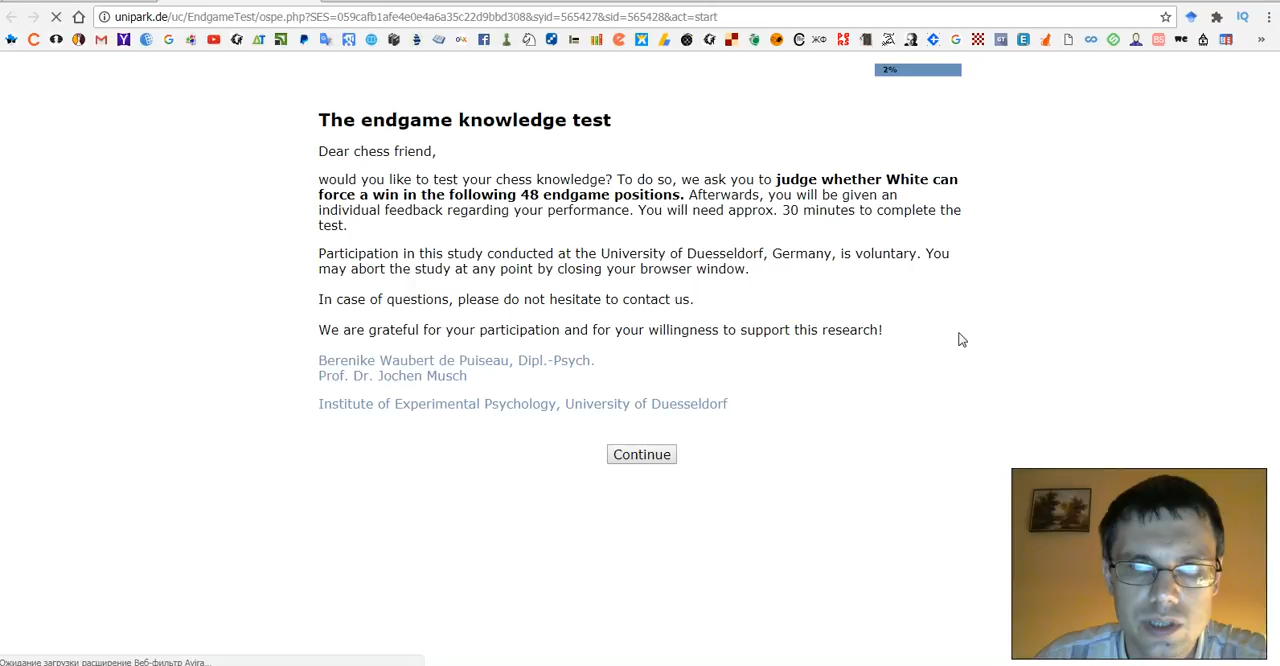 unipark.de/uc/EndgameTest/ospe.php?SES=059cafb1afe4e0e4a6a35c22d9bbd308&syid=565427&sid=565428&act=start
2%
The endgame knowledge test
Dear chess friend,
would you like to test your chess knowledge? To do so, we ask you to judge whether White can
force a win in the following 48 endgame positions. Afterwards, you will be given an
individual feedback regarding your performance. You will need approx. 30 minutes to complete the
test.
Participation in this study conducted at the University of Duesseldorf, Germany, is voluntary. You
may abort the study at any point by closing your browser window.
In case of questions, please do not hesitate to contact us.
We are grateful for your participation and for your willingness to support this research!
Berenike Waubert de Puiseau, Dipl.-Psych.
Prof. Dr. Jochen Musch
Institute of Experimental Psychology, University of Duesseldorf
Continue
Ожидание загрузки расширение Веб-фильтр Avira...